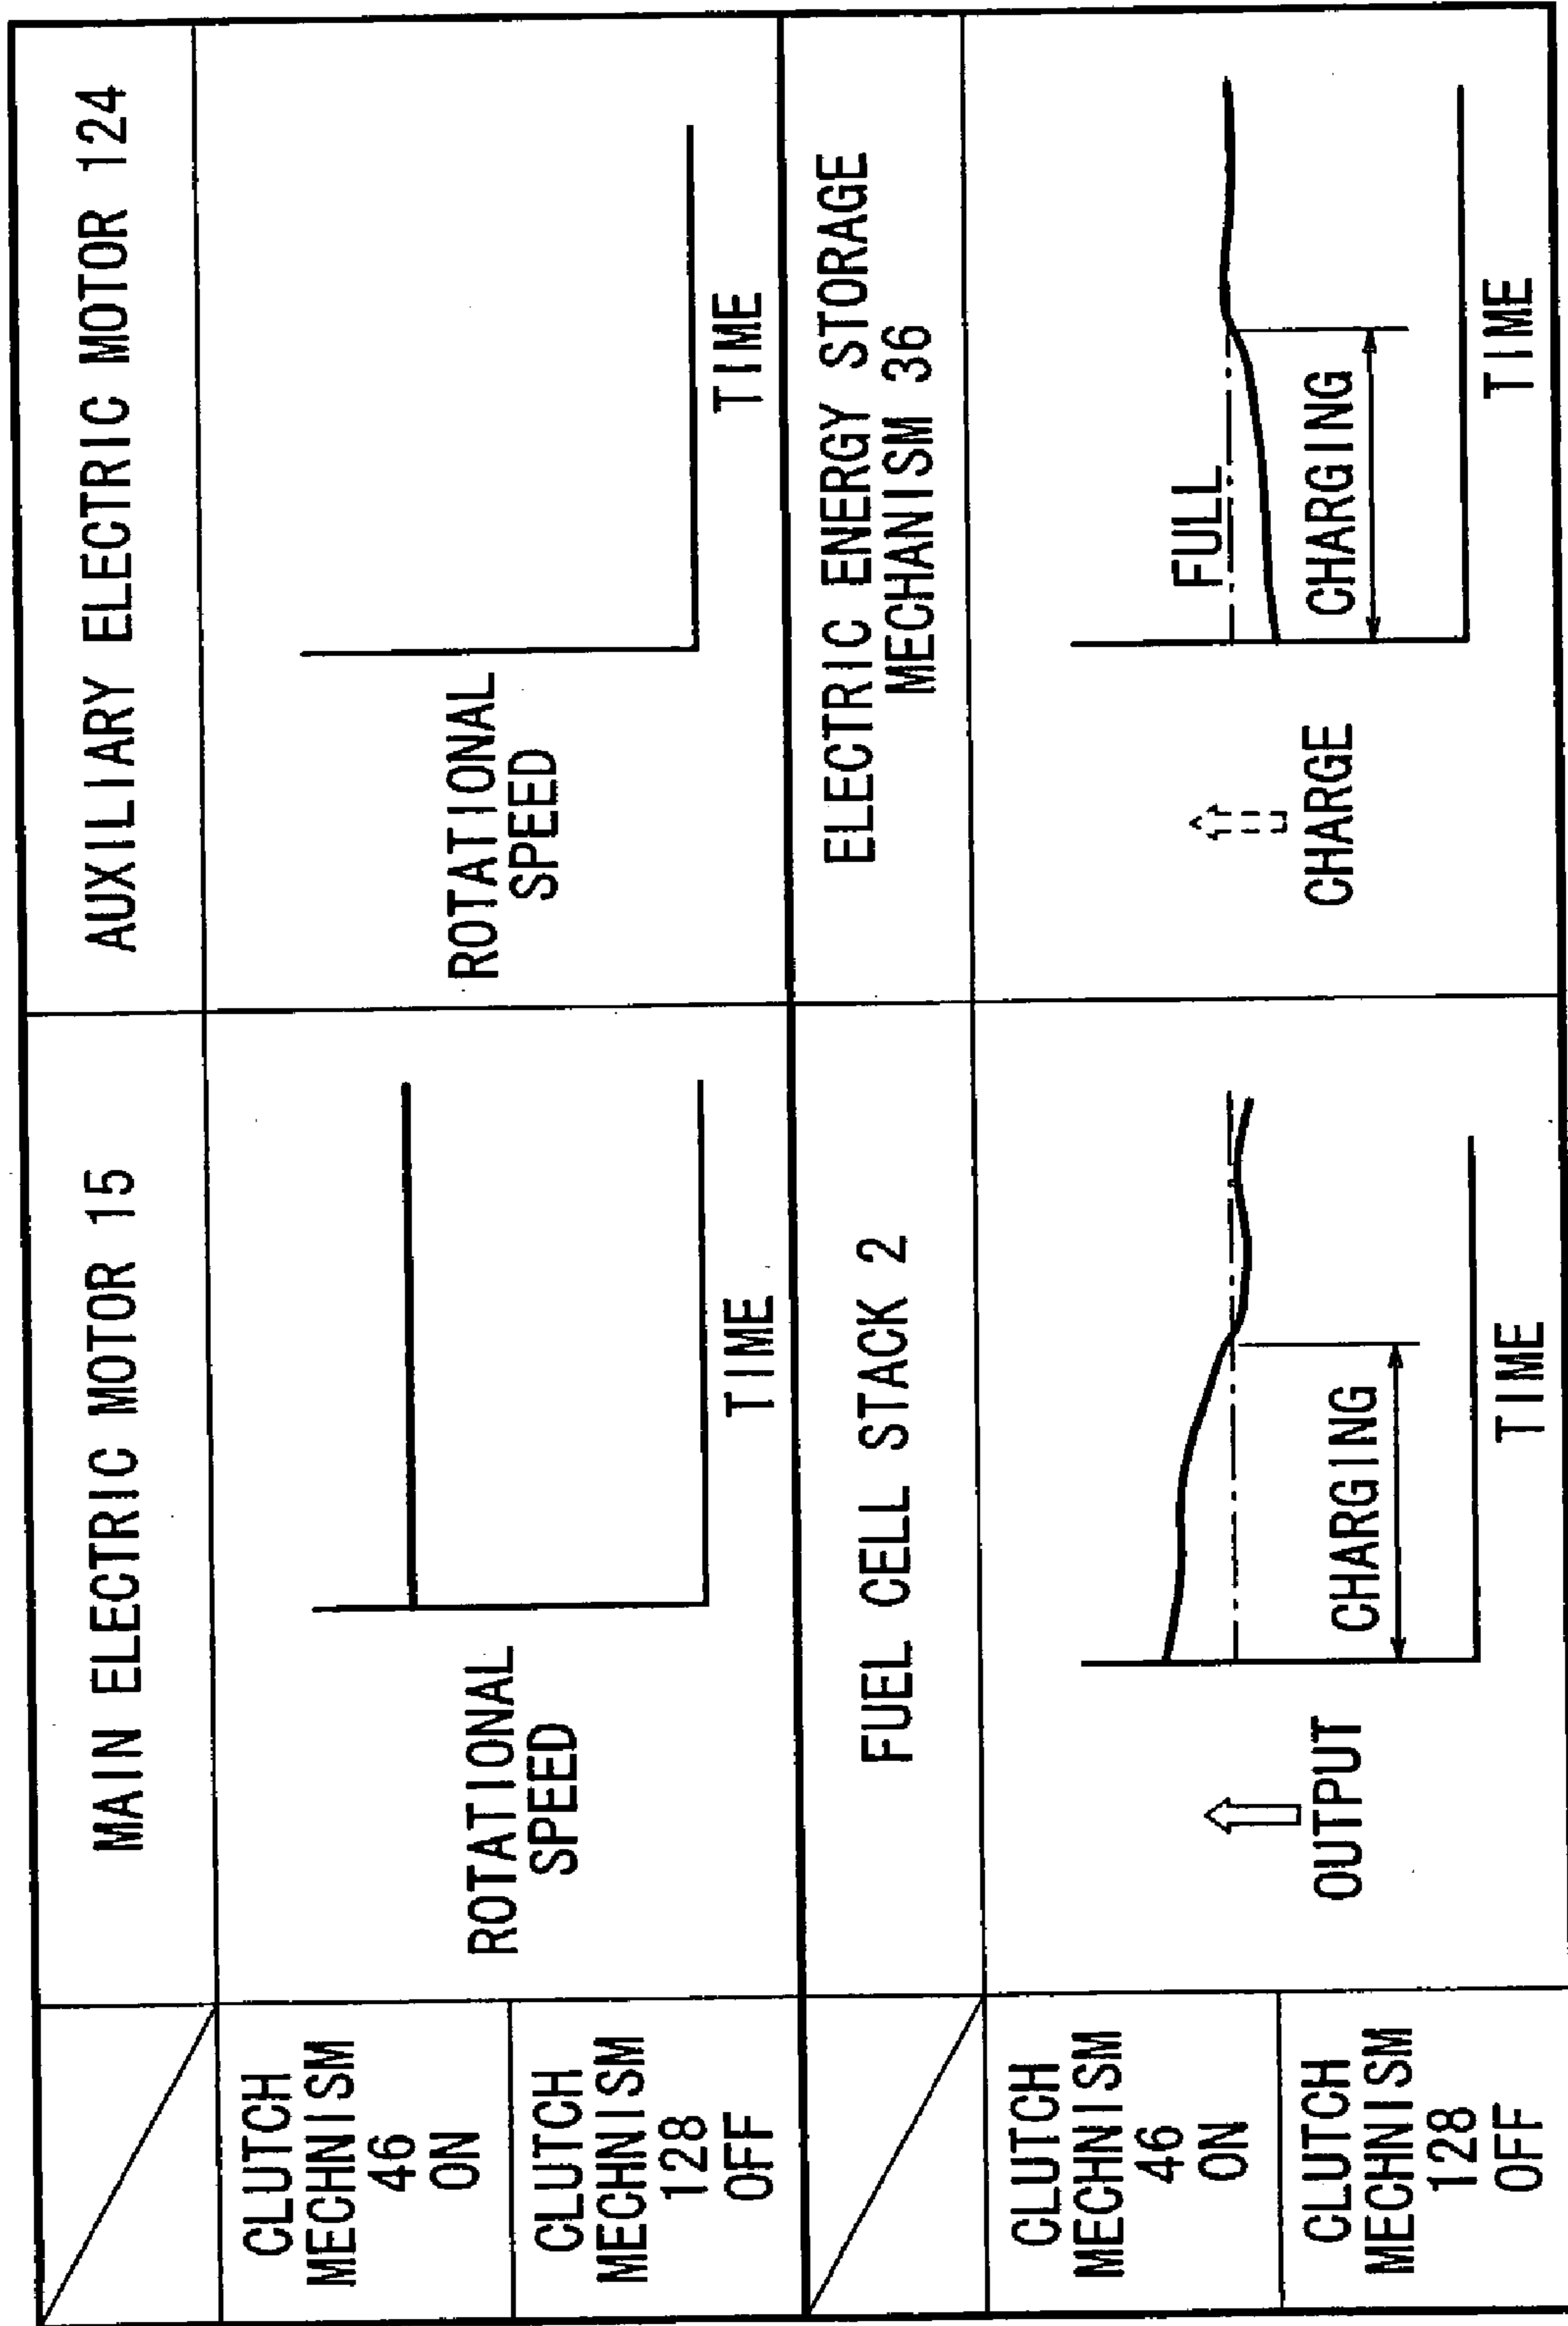 MAIN ELECTRIC MOTOR 15
AUXILIARY ELECTRIC MOTOR 124
CLUTCH
MECHNISM
46
ON
CLUTCH
MECHNISM
128
OFF
ROTATIONAL
SPEED
TIME
ROTATIONAL
SPEED
TIME
FUEL CELL STACK 2
ELECTRIC ENERGY STORAGE
MECHANISM 36
CLUTCH
MECHNISM
46
ON
CLUTCH
MECHNISM
128
OFF
OUTPUT
CHARGING
TIME
CHARGE
FULL
CHARGING
TIME